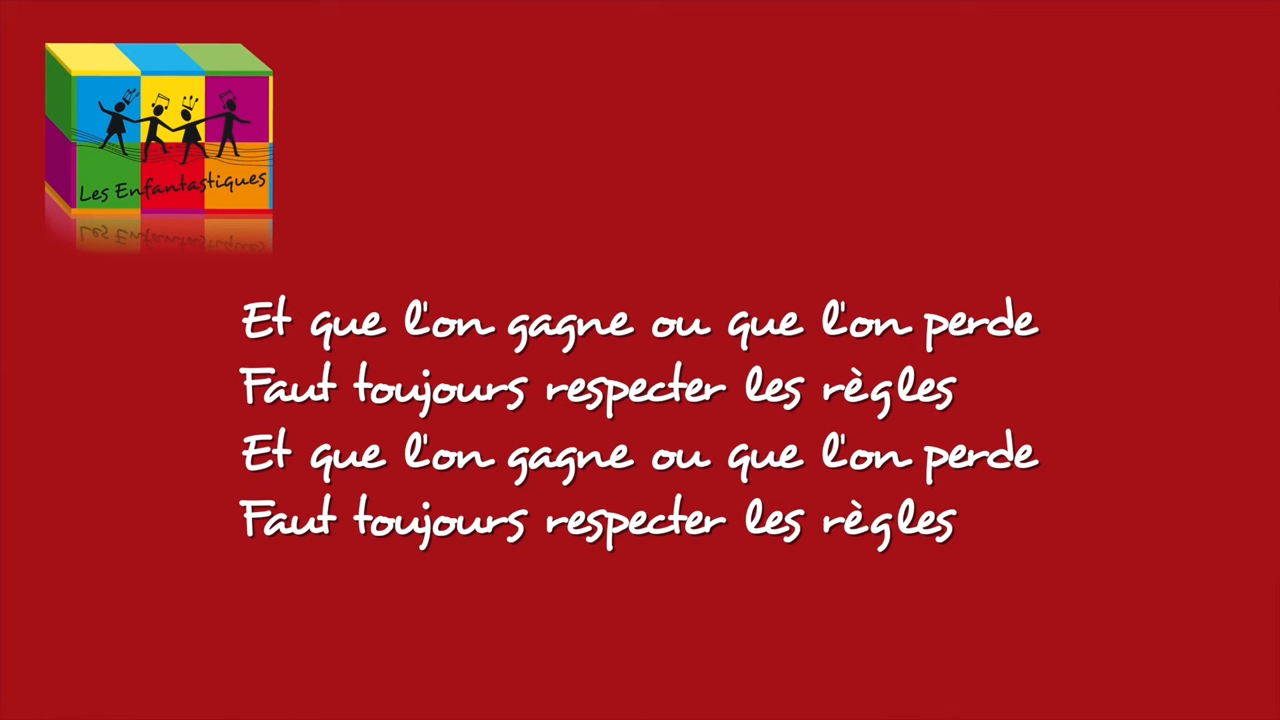 Les Enfantastiques
Et que l'on gagne ou que l'on perde
Faut toujours respecter les règles
Et que l'on gagne ou que l'on perde
Faut toujours respecter les règles